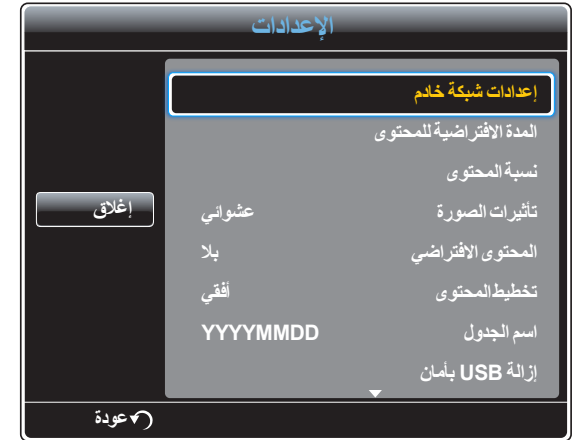 الإعدادات
إعدادات شبكة خادم
المدة الافتراضية للمحتوى
نسبة المحتوى
تأثيرات الصورة عشوائي
المحتوى الافتراضي بلا
تخطيط المحتوى أفقي
اسم الجدول YYYYMMDD
إزالة USB بأمان
إغلاق
عودة